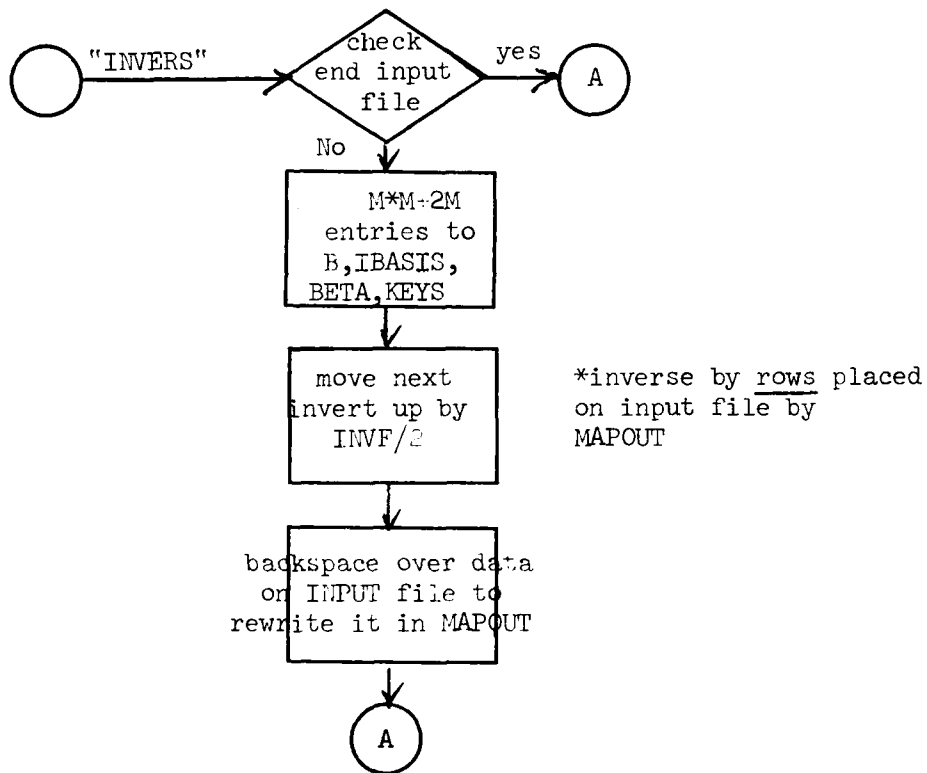 "INVERS"
check
end input
file
yes
A
No
M*M+2M
entries to
B,IBASIS,
BETA,KEYS
move next
invert up by
INVF/2
*inverse by rows placed
on input file by
MAPOUT
backspace over data
on INPUT file to
rewrite it in MAPOUT
A